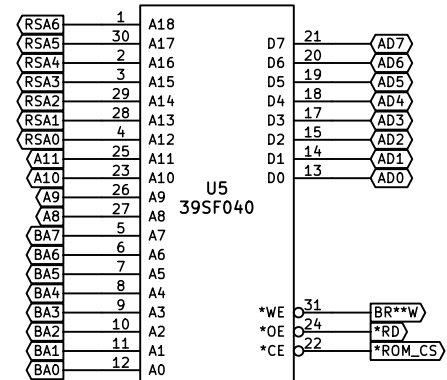 RSA6 1 A18
RSA5 30 A17 D7 21 AD7
RSA4 2 A16 D6 20 AD6
RSA3 3 A15 D5 19 AD5
RSA2 29 A14 D4 18 AD4
RSA1 28 A13 D3 17 AD3
RSA0 4 A12 D2 15 AD2
A11 25 A11 D1 14 AD1
A10 23 A10 D0 13 AD0
A9 26 A9 U5
A8 27 A8 39SF040
BA7 5 A7
BA6 6 A6
BA5 7 A5
BA4 8 A4
BA3 9 A3 *WE 31 BR**W
BA2 10 A2 *OE 24 *RD
BA1 11 A1 *CE 22 *ROM_CS
BA0 12 A0